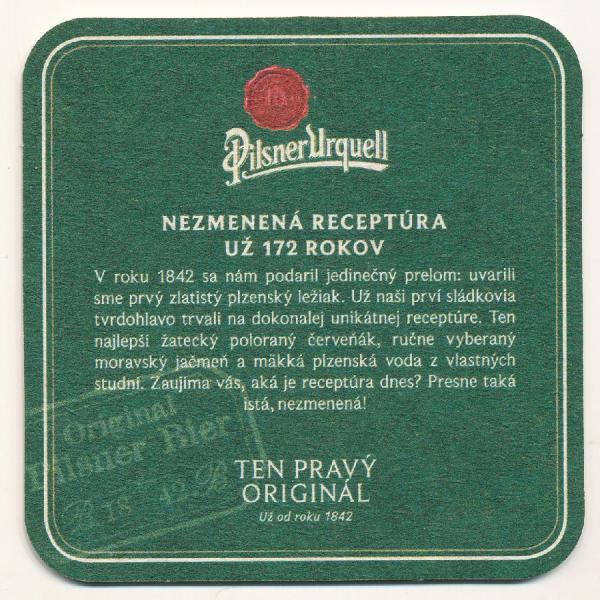 Pilsner Urquell
NEZMENENÁ RECEPTÚRA
UŽ 172 ROKOV
V roku 1842 sa nám podaril jedinečný prelom: uvarili
sme prvý zlatistý plzenský ležiak. Už naši prví sládkovia
tvrdohlavo trvali na dokonalej unikátnej receptúre. Ten
najlepší žatecký poloraný červeňák, ručne vyberaný
moravský jačmeň a mäkká plzenská voda z vlastných
studní. Zaujíma vás, aká je receptúra dnes? Presne taká
istá, nezmenená!
Original
Pilsner Bier
18 42 B
TEN PRAVÝ
ORIGINÁL
Už od roku 1842